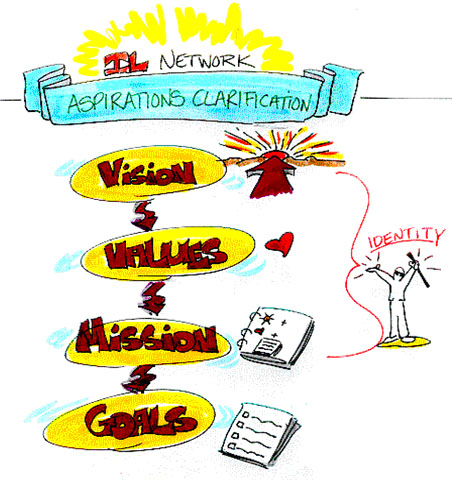 IL NETWORK
ASPIRATIONS CLARIFICATION
VISION
VALUES
IDENTITY
MISSION
GOALS